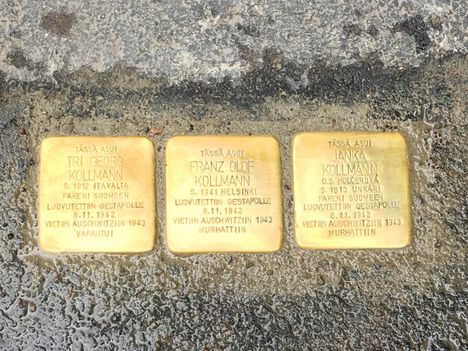 TÄSSÄ ASUI
TRI GEORG
KOLLMANN
S. 1912 ITÄVALTA
PAKENI SUOMEEN
LUOVUTETTIIN GESTAPOLLE
6.11.1942
VIETIIN AUSCHWITZIIN 1943
VAPAUTUI
TÄSSÄ ASUI
FRANZ OLOF
KOLLMANN
S. 1941 HELSINKI
LUOVUTETTIIN GESTAPOLLE
6.11.1942
VIETIIN AUSCHWITZIIN 1943
MURHATTIIN
TÄSSÄ ASUI
JANKA
KOLLMANN
O.S. HOLČEROVÁ
S. 1910 UNKARI
PAKENI SUOMEEN
LUOVUTETTIIN GESTAPOLLE
6.11.1942
VIETIIN AUSCHWITZIIN 1943
MURHATTIIN